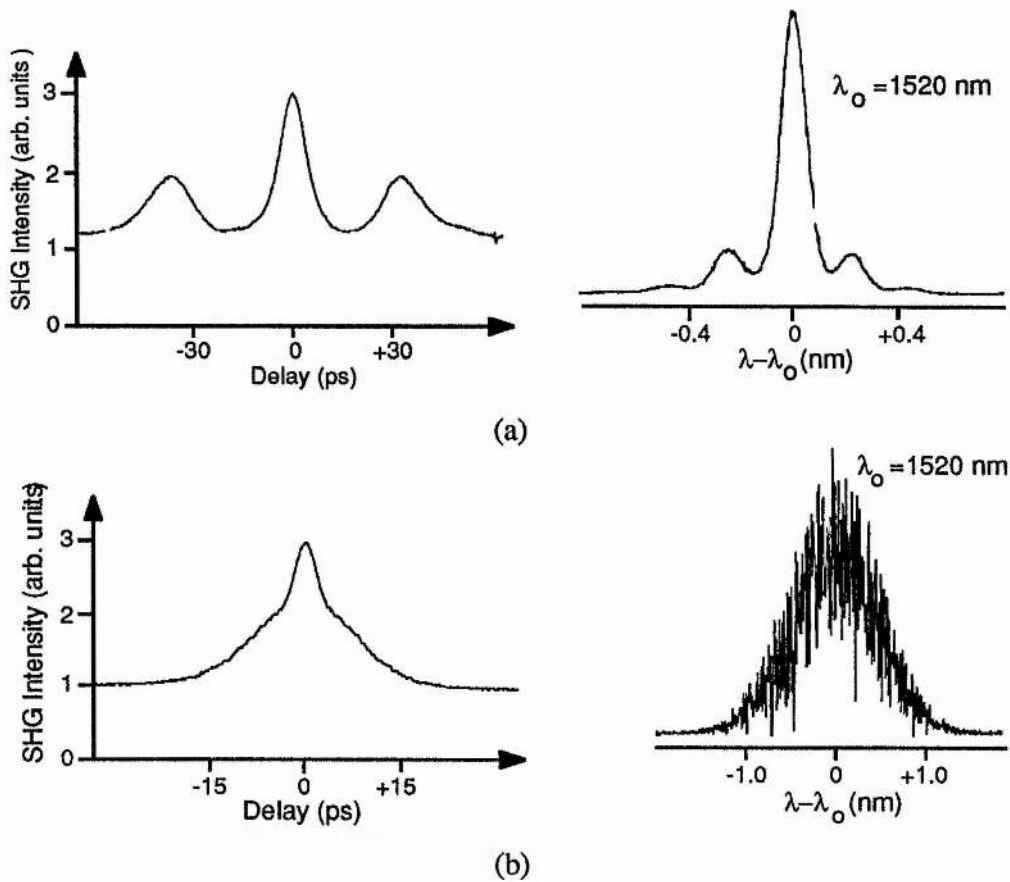 SHG Intensity (arb. units)
3
2
1
0
-30
0
+30
Delay (ps)
λo =1520 nm
-0.4
0
+0.4
λ−λo (nm)
(a)
SHG Intensity (arb. units)
3
2
1
0
-15
0
+15
Delay (ps)
λo =1520 nm
-1.0
0
+1.0
λ−λo (nm)
(b)